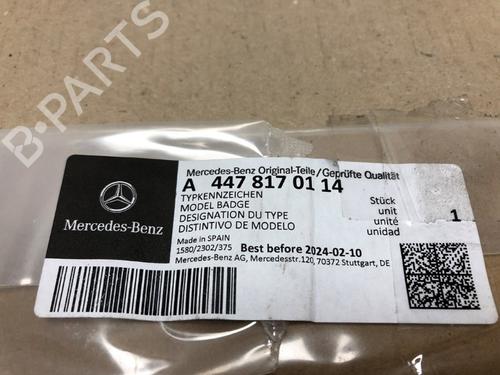 B-PARTS
Mercedes-Benz Original-Teile/Geprüfte Qualität
A 447 817 01 14
TYPKENNZEICHEN
MODEL BADGE
DESIGNATION DU TYPE
DISTINTIVO DE MODELO
Stück
unit
unité
unidad
1
Mercedes-Benz
Made in SPAIN
1580/2302/375
Best before 2024-02-10
Mercedes-Benz AG, Mercedesstr.120, 70372 Stuttgart, DE